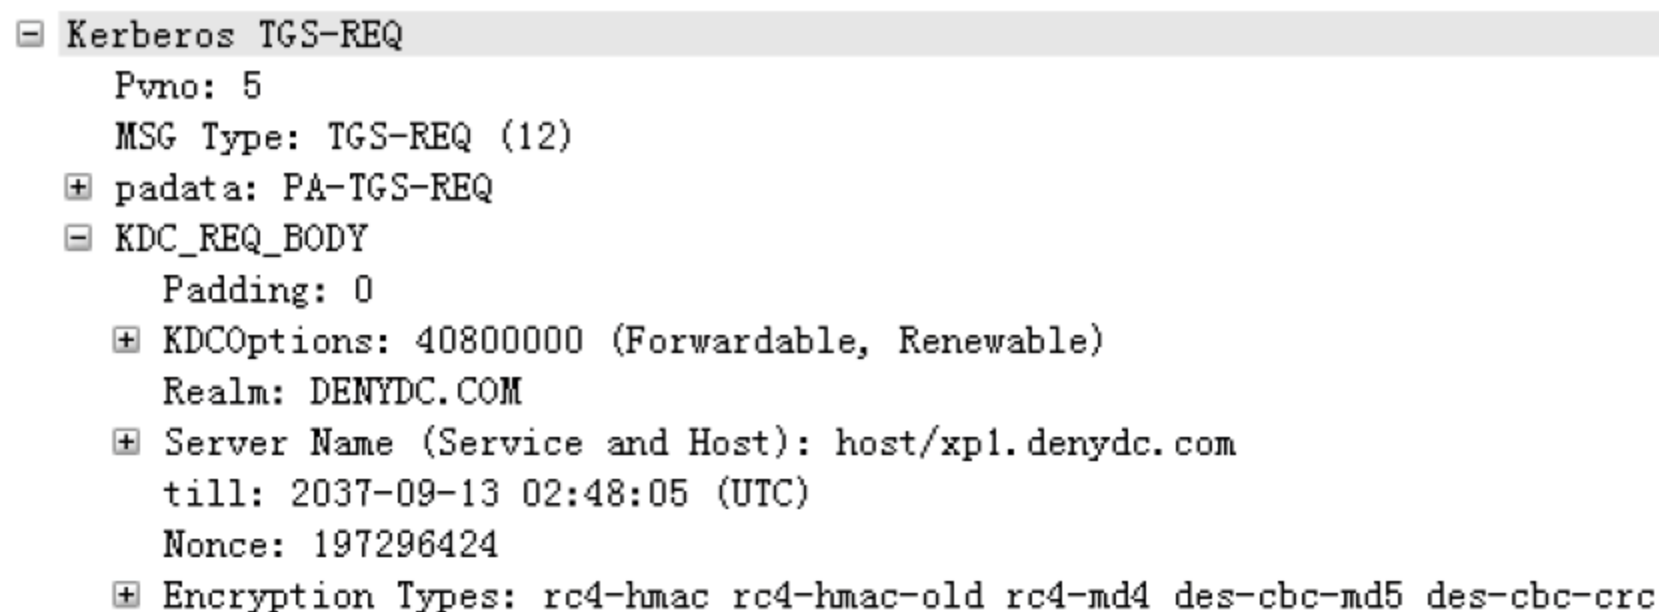 Kerberos TGS-REQ
Pvno: 5
MSG Type: TGS-REQ (12)
padata: PA-TGS-REQ
KDC_REQ_BODY
Padding: 0
KDCOptions: 40800000 (Forwardable, Renewable)
Realm: DENYDC.COM
Server Name (Service and Host): host/xp1.denydc.com
till: 2037-09-13 02:48:05 (UTC)
Nonce: 197296424
Encryption Types: rc4-hmac rc4-hmac-old rc4-md4 des-cbc-md5 des-cbc-crc